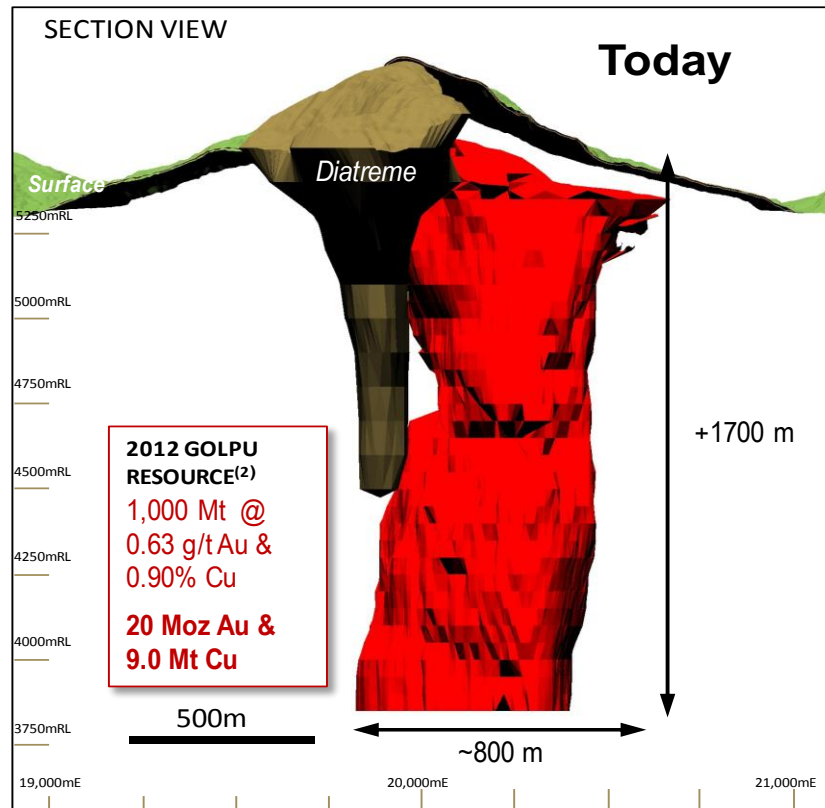 SECTION VIEW
Today
Surface
Diatreme
5250mRL
5000mRL
4750mRL
4500mRL
4250mRL
4000mRL
3750mRL
+1700 m
2012 GOLPU
RESOURCE(2)
1,000 Mt @
0.63 g/t Au &
0.90% Cu
20 Moz Au &
9.0 Mt Cu
500m
~800 m
19,000mE
20,000mE
21,000mE